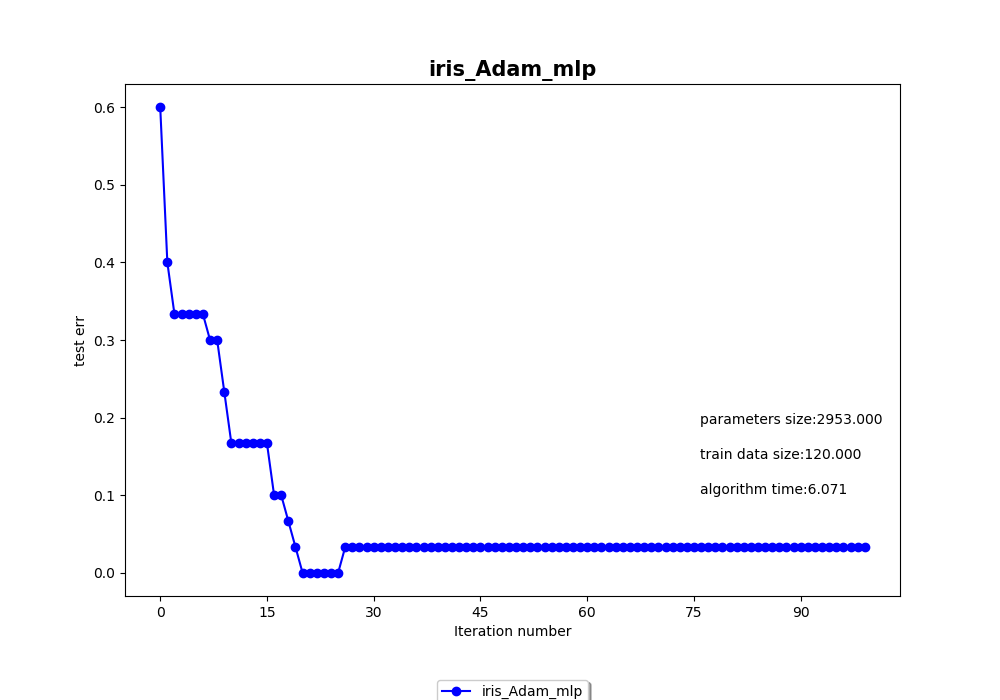 iris_Adam_mlp
0.6
0.5
0.4
0.3
0.2
0.1
0.0
test err
parameters size:2953.000
train data size:120.000
algorithm time:6.071
0 15 30 45 60 75 90
Iteration number
iris_Adam_mlp